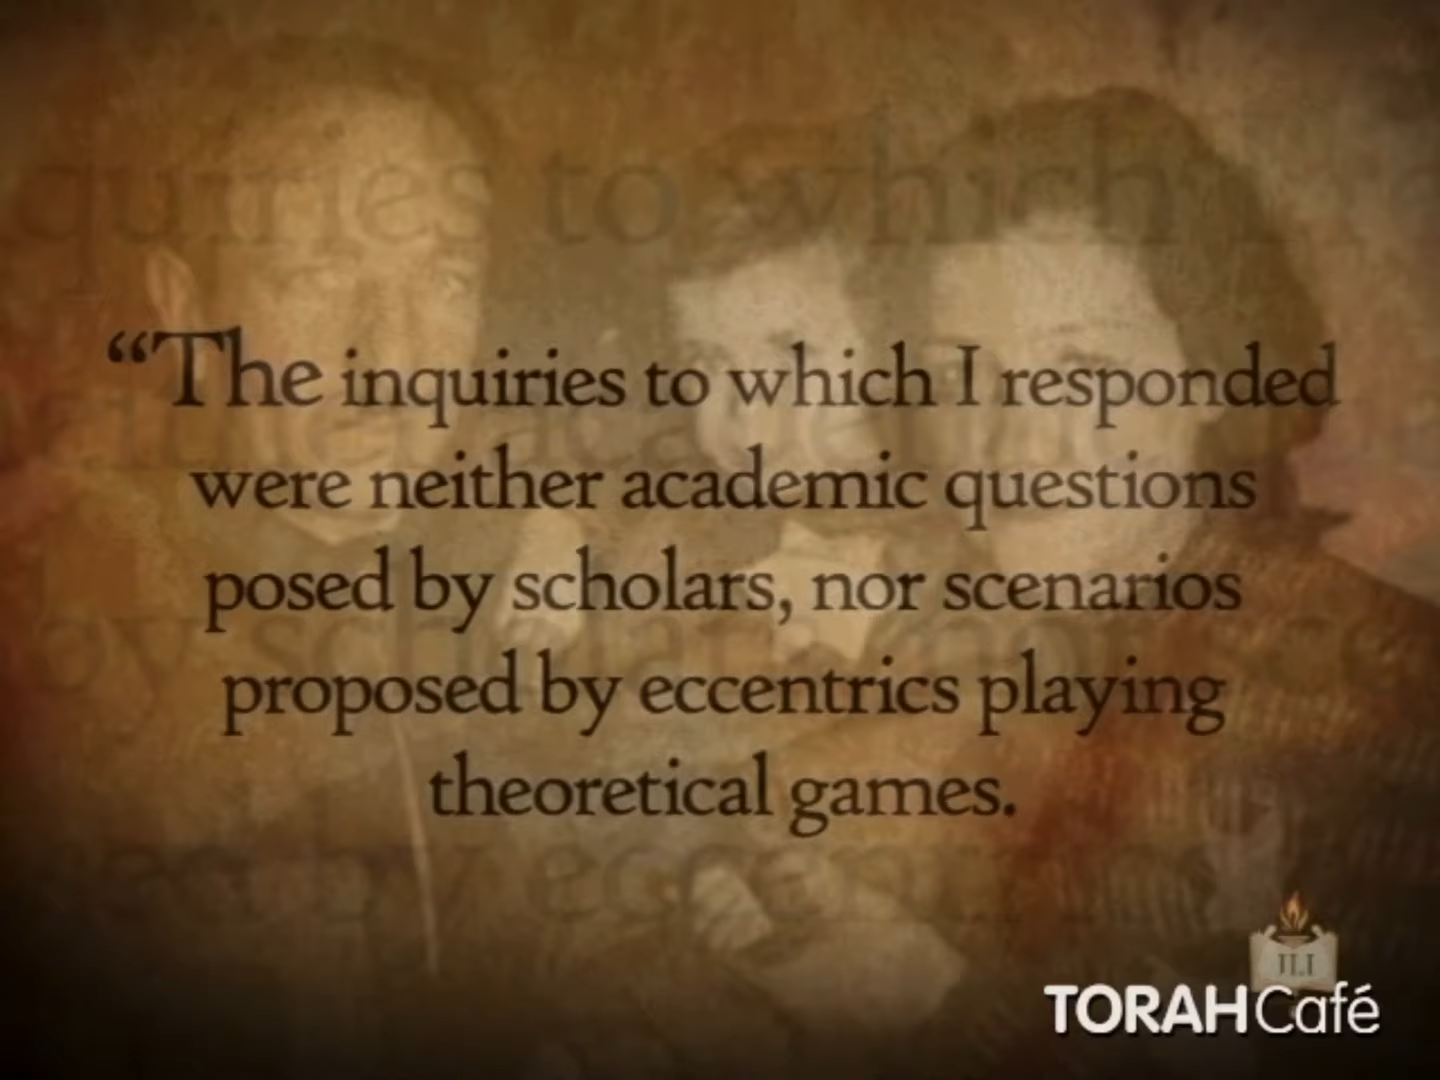 “The inquiries to which I responded
were neither academic questions
posed by scholars, nor scenarios
proposed by eccentrics playing
theoretical games.
JLI
TORAHCafé